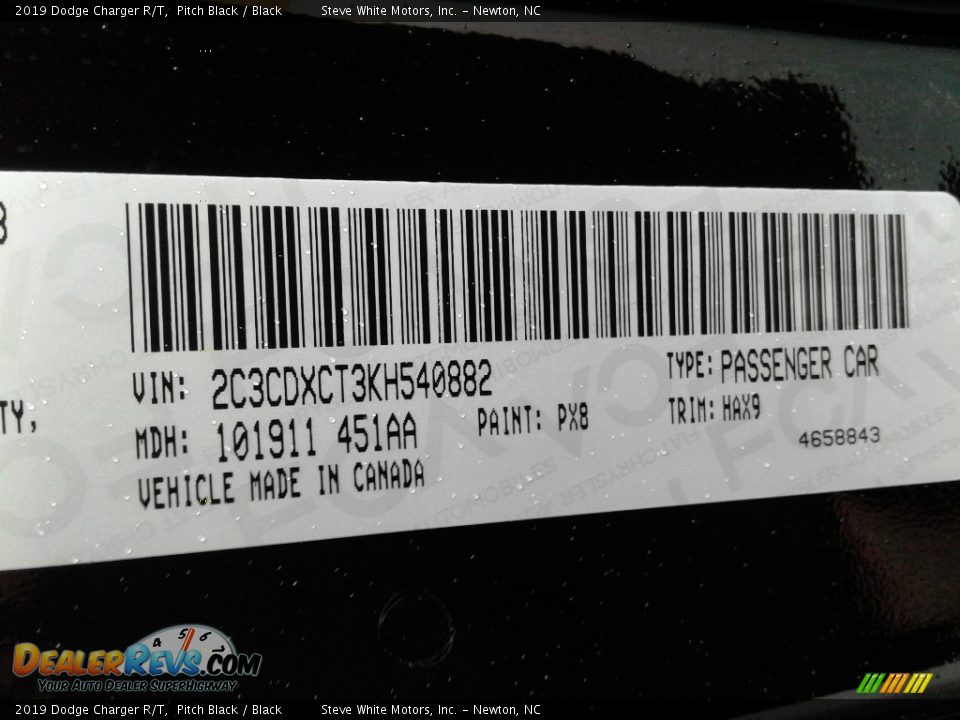 2019 Dodge Charger R/T, Pitch Black / Black Steve White Motors, Inc. – Newton, NC
TY,
VIN: 2C3CDXCT3KH540882
TYPE: PASSENGER CAR
MDH: 101911 451AA
PAINT: PX8
TRIM: HAX9
VEHICLE MADE IN CANADA
4658843
DEALERREVS.COM
YOUR AUTO DEALER SUPERHIGHWAY
2019 Dodge Charger R/T, Pitch Black / Black Steve White Motors, Inc. – Newton, NC